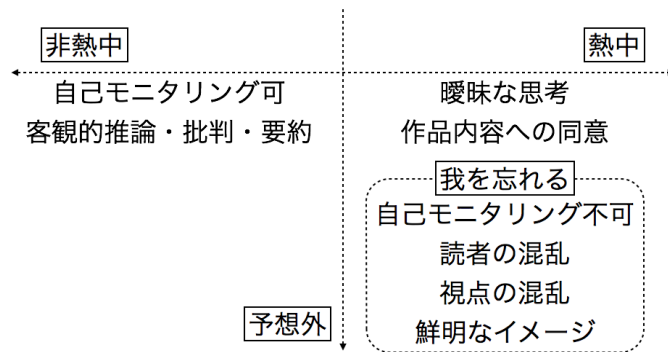 非熱中
熱中
自己モニタリング可
客観的推論・批判・要約
曖昧な思考
作品内容への同意
我を忘れる
自己モニタリング不可
読者の混乱
視点の混乱
鮮明なイメージ
予想外